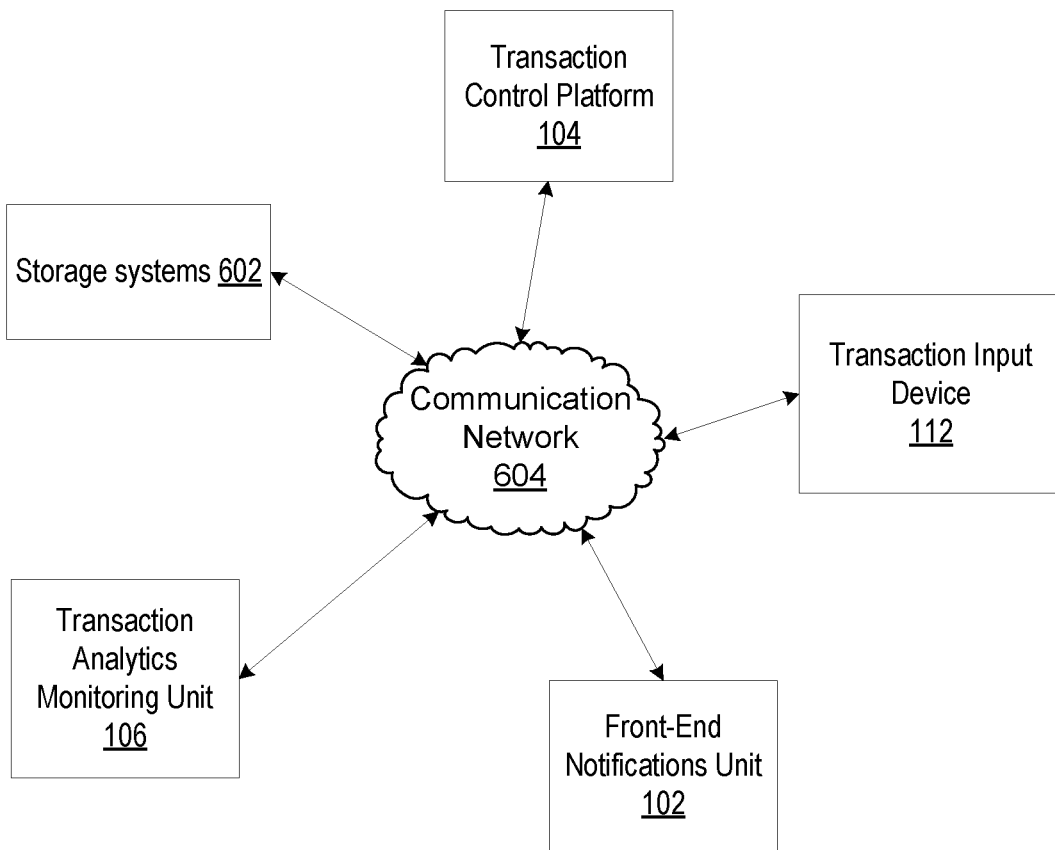 Transaction
Control Platform
104
Storage systems 602
Communication
Network
604
Transaction Input
Device
112
Transaction
Analytics
Monitoring Unit
106
Front-End
Notifications Unit
102